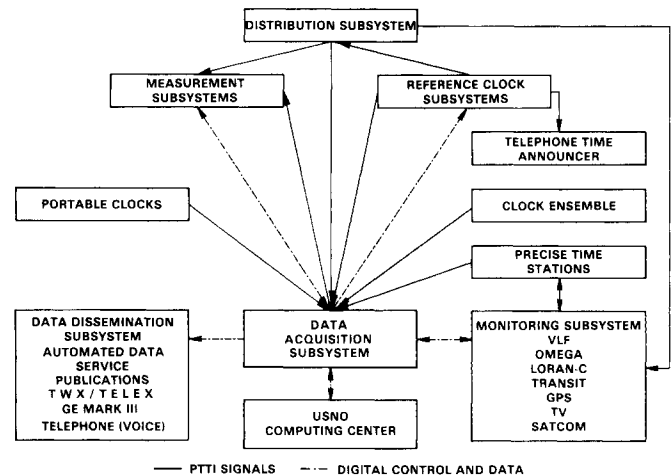 DISTRIBUTION SUBSYSTEM
MEASUREMENT
SUBSYSTEMS
REFERENCE CLOCK
SUBSYSTEMS
TELEPHONE TIME
ANNOUNCER
PORTABLE CLOCKS
CLOCK ENSEMBLE
PRECISE TIME
STATIONS
DATA DISSEMINATION
SUBSYSTEM
AUTOMATED DATA
SERVICE
PUBLICATIONS
TWX / TELEX
GE MARK III
TELEPHONE (VOICE)
DATA
ACQUISITION
SUBSYSTEM
MONITORING SUBSYSTEM
VLF
OMEGA
LORAN-C
TRANSIT
GPS
TV
SATCOM
USNO
COMPUTING CENTER
PTTI SIGNALS
DIGITAL CONTROL AND DATA